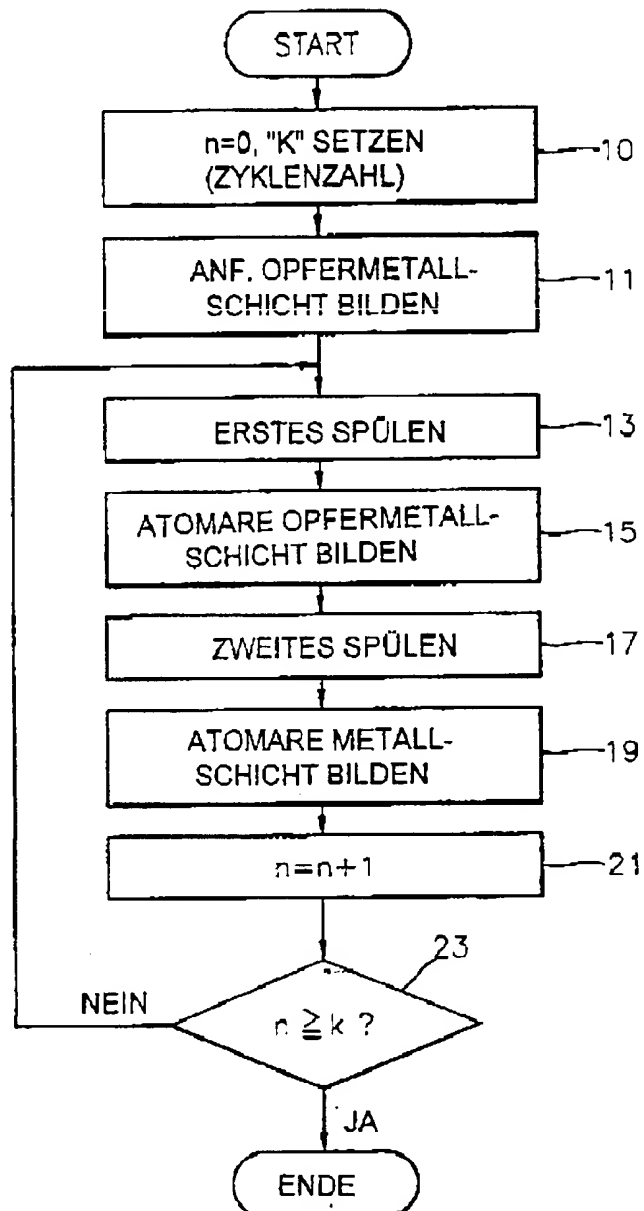 START
n=0, "K" SETZEN
(ZYKLENZAHL)
10
ANF. OPFERMETALL-
SCHICHT BILDEN
11
ERSTES SPÜLEN
13
ATOMARE OPFERMETALL-
SCHICHT BILDEN
15
ZWEITES SPÜLEN
17
ATOMARE METALL-
SCHICHT BILDEN
19
n=n+1
21
23
NEIN
n ≧ k ?
JA
ENDE